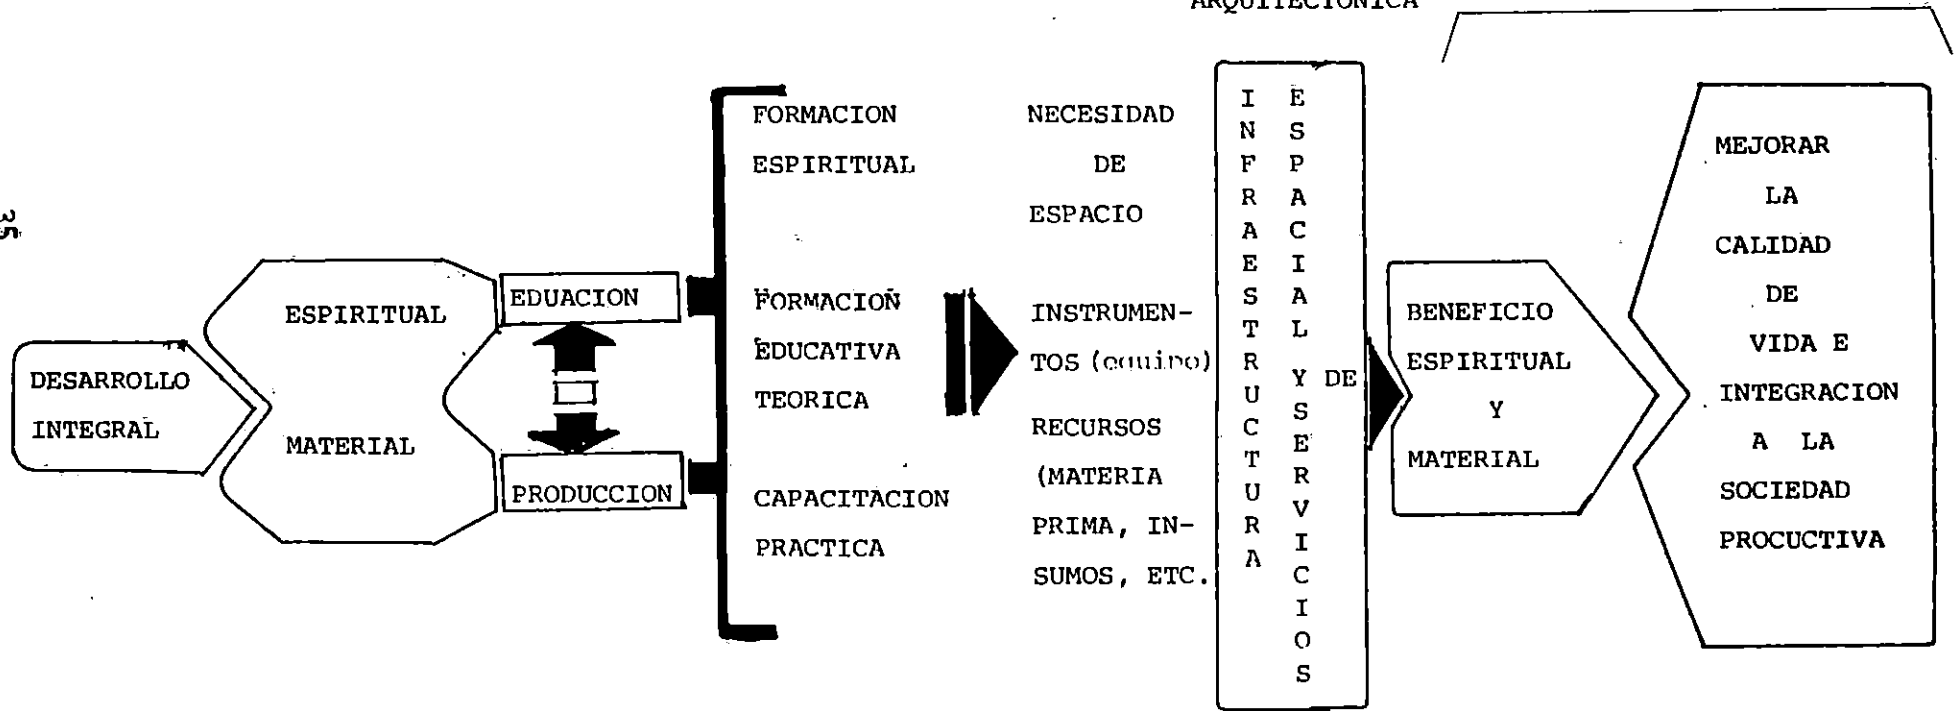 ARQUITECTONICA
35
DESARROLLO
INTEGRAL
ESPIRITUAL
MATERIAL
EDUACION
PRODUCCION
FORMACION
ESPIRITUAL
FORMACION
EDUCATIVA
TEORICA
CAPACITACION
PRACTICA
NECESIDAD
DE
ESPACIO
INSTRUMEN-
TOS (equipo)
RECURSOS
(MATERIA
PRIMA, IN-
SUMOS, ETC.
INFRAESTRUCTURA
ESPACIAL Y SERVICIOS
DE
BENEFICIO
ESPIRITUAL
Y
MATERIAL
MEJORAR
LA
CALIDAD
DE
VIDA E
INTEGRACION
A LA
SOCIEDAD
PROCUCTIVA